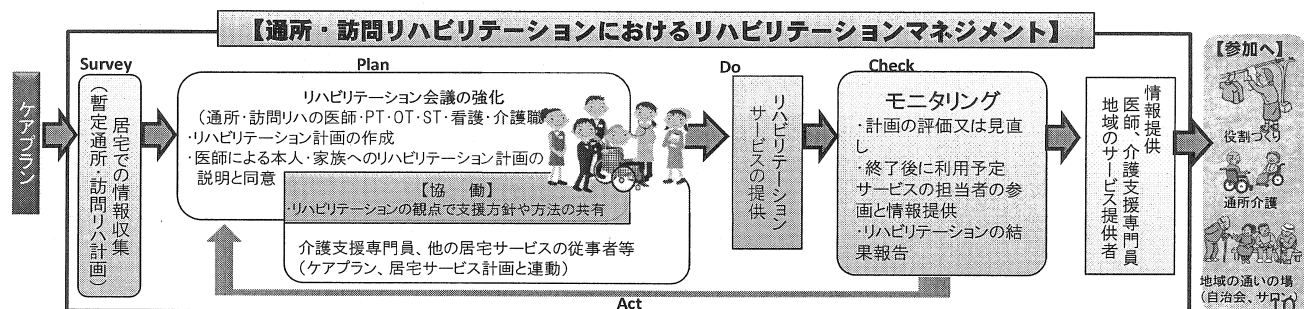 【通所・訪問リハビリテーションにおけるリハビリテーションマネジメント】
ケアプラン
Survey
居宅での情報収集
（暫定通所・訪問リハ計画）
Plan
リハビリテーション会議の強化
（通所・訪問リハの医師・PT・OT・ST・看護・介護職
・リハビリテーション計画の作成
・医師による本人・家族へのリハビリテーション計画の
説明と同意
【協　働】
・リハビリテーションの観点で支援方針や方法の共有
介護支援専門員、他の居宅サービスの従事者等
（ケアプラン、居宅サービス計画と連動）
Do
リハビリテーション
サービスの提供
Check
モニタリング
・計画の評価又は見直
し
・終了後に利用予定
サービスの担当者の参
画と情報提供
・リハビリテーションの結
果報告
Act
情報提供
医師、介護支援専門員
地域のサービス提供者
【参加へ】
役割づくり
通所介護
地域の通いの場
（自治会、サロン）
10